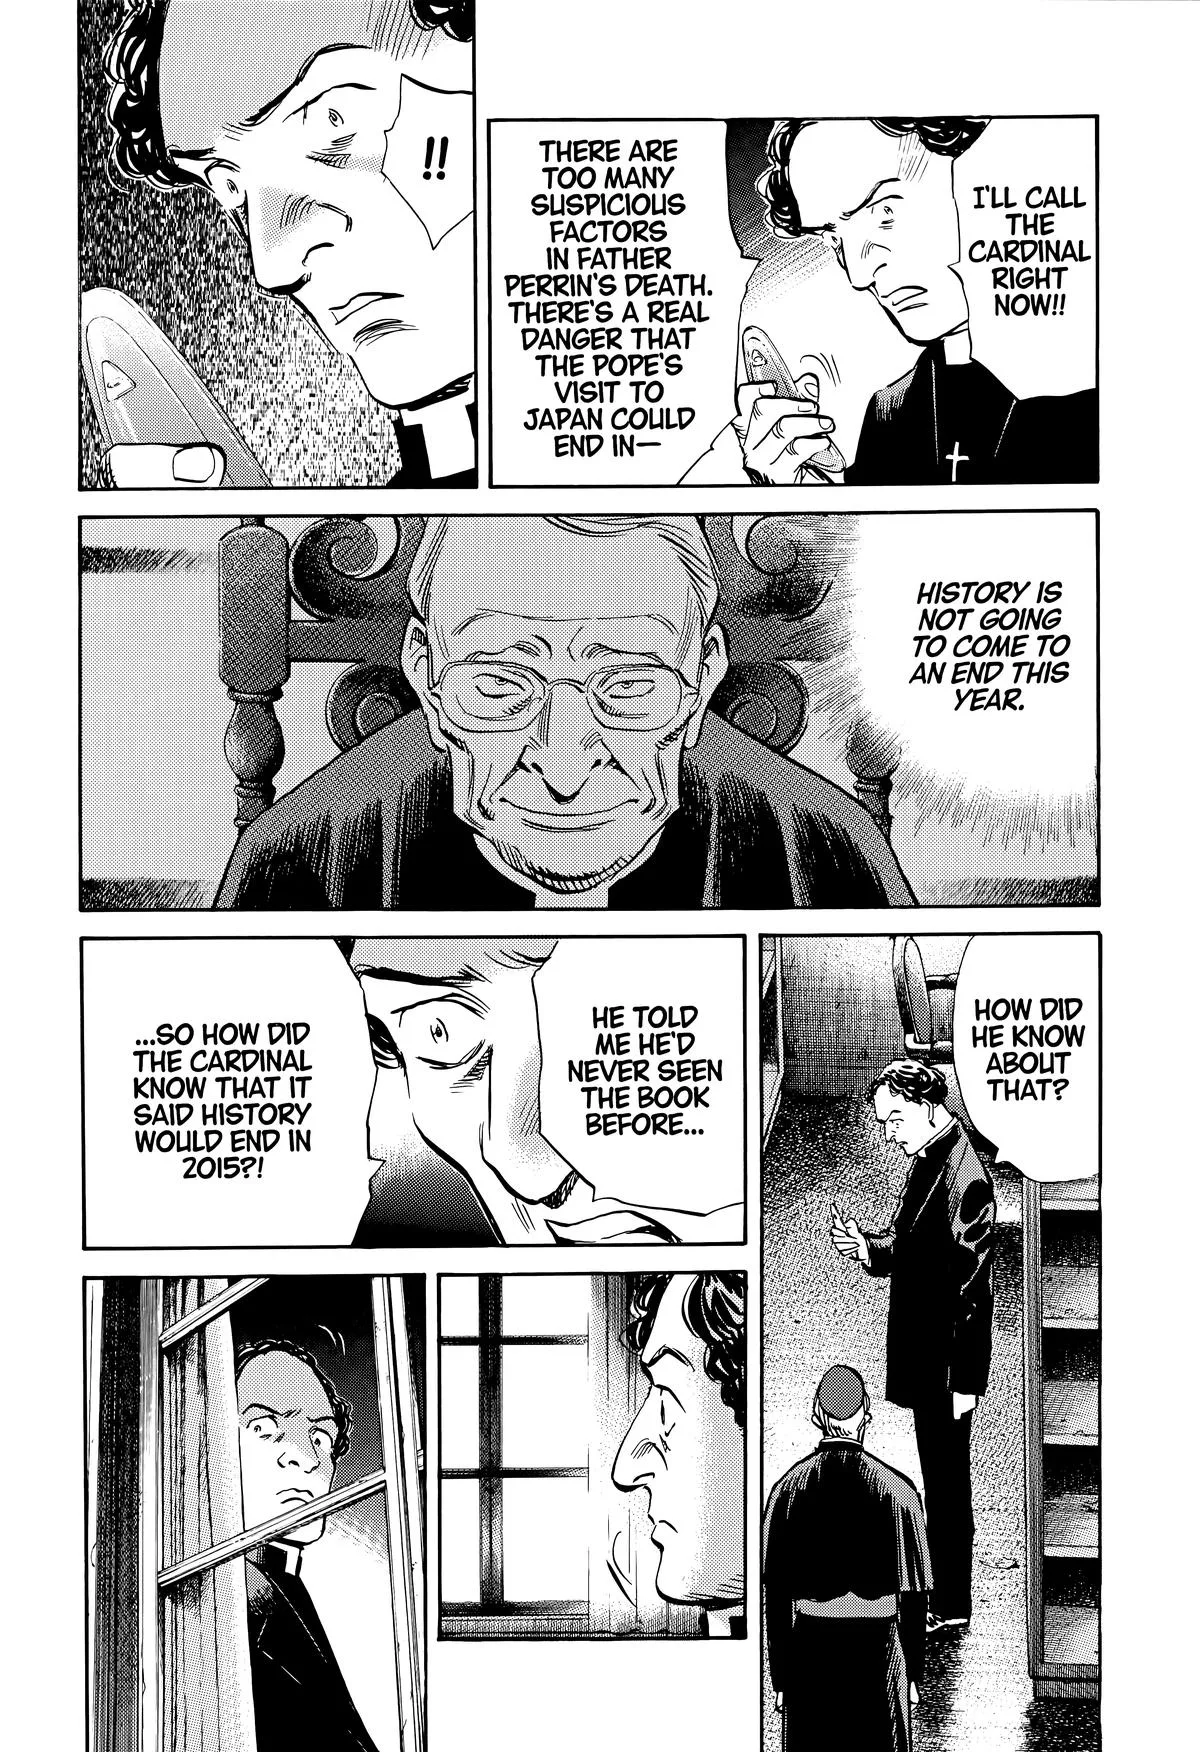 I'LL CALL
THE
CARDINAL
RIGHT
NOW!!
THERE ARE
TOO MANY
SUSPICIOUS
FACTORS
IN FATHER
PERRIN'S DEATH.
THERE'S A REAL
DANGER THAT
THE POPE'S
VISIT TO
JAPAN COULD
END IN—
!!
HISTORY IS
NOT GOING
TO COME TO
AN END THIS
YEAR.
HOW DID
HE KNOW
ABOUT
THAT?
HE TOLD
ME HE'D
NEVER SEEN
THE BOOK
BEFORE...
...SO HOW DID
THE CARDINAL
KNOW THAT IT
SAID HISTORY
WOULD END IN
2015?!